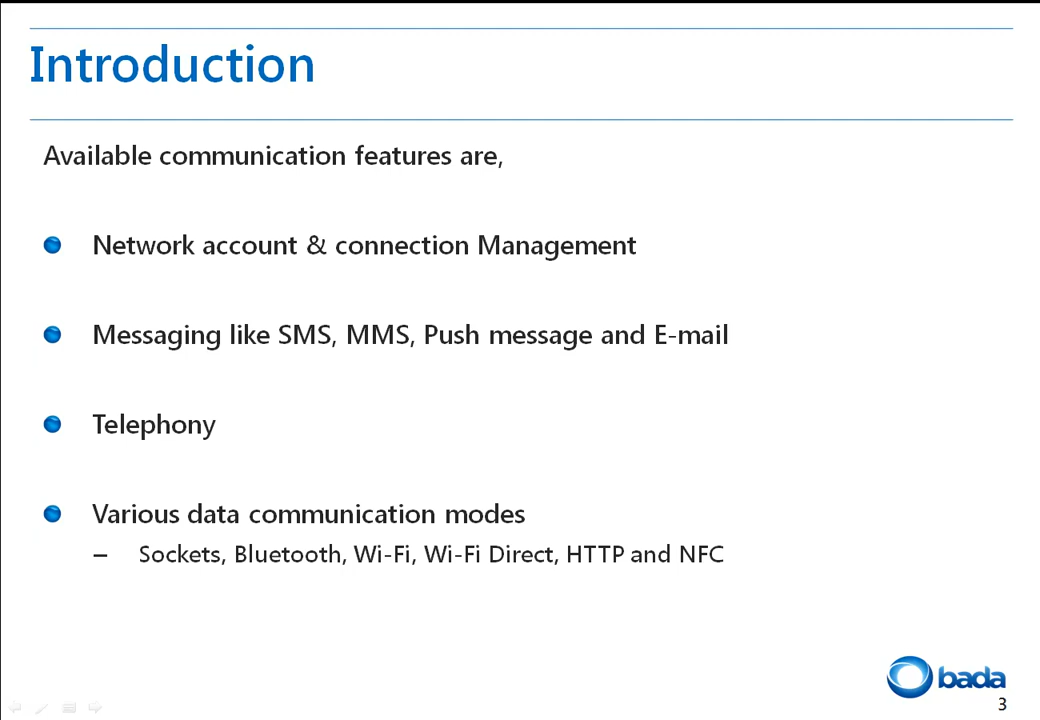 Introduction
Available communication features are,
Network account & connection Management
Messaging like SMS, MMS, Push message and E-mail
Telephony
Various data communication modes
– Sockets, Bluetooth, Wi-Fi, Wi-Fi Direct, HTTP and NFC
bada
3